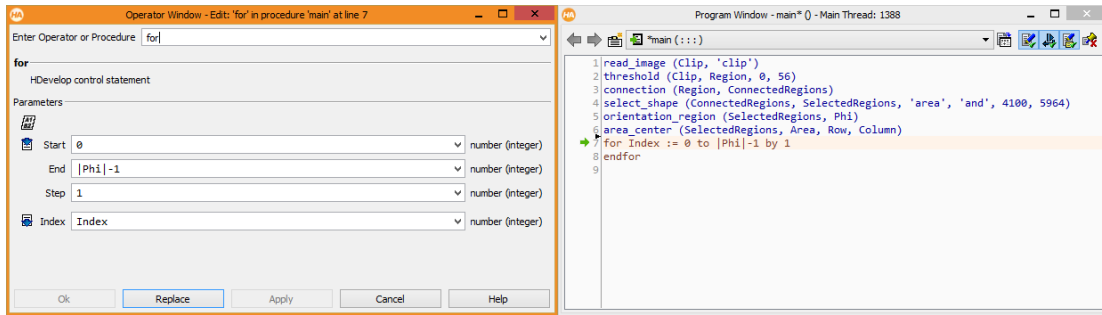 Operator Window - Edit: 'for' in procedure 'main' at line 7
Enter Operator or Procedure for
for
HDevelop control statement
Parameters
Start 0 number (integer)
End |Phi|-1 number (integer)
Step 1 number (integer)
Index Index number (integer)
Ok Replace Apply Cancel Help
Program Window - main* () - Main Thread: 1388
*main (:::)
1 read_image (Clip, 'clip')
2 threshold (Clip, Region, 0, 56)
3 connection (Region, ConnectedRegions)
4 select_shape (ConnectedRegions, SelectedRegions, 'area', 'and', 4100, 5964)
5 orientation_region (SelectedRegions, Phi)
6 area_center (SelectedRegions, Area, Row, Column)
7 for Index := 0 to |Phi|-1 by 1
8 endfor
9